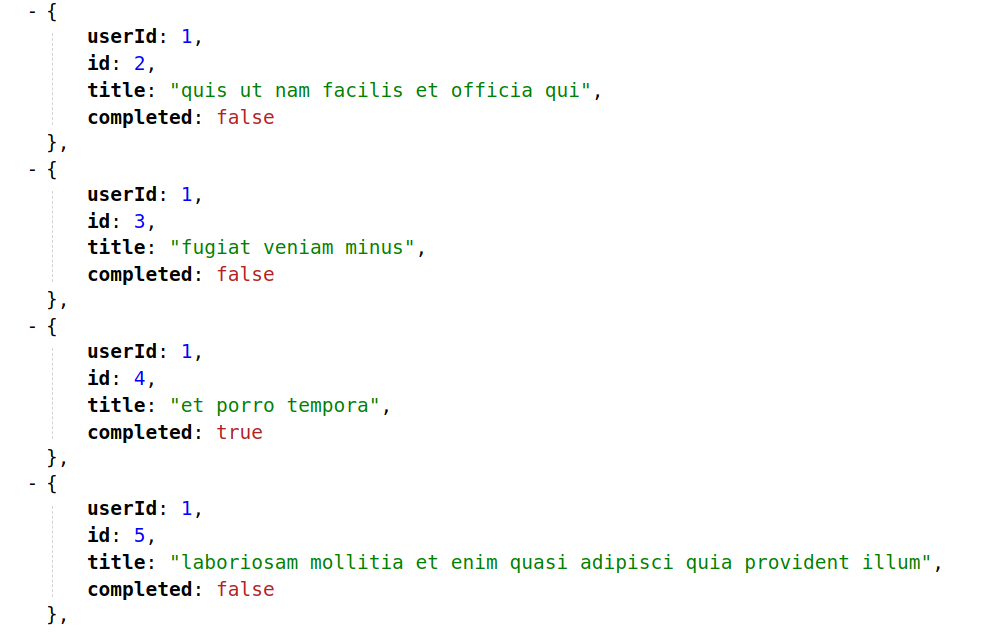 - {
userId: 1,
id: 2,
title: "quis ut nam facilis et officia qui",
completed: false
},
- {
userId: 1,
id: 3,
title: "fugiat veniam minus",
completed: false
},
- {
userId: 1,
id: 4,
title: "et porro tempora",
completed: true
},
- {
userId: 1,
id: 5,
title: "laboriosam mollitia et enim quasi adipisci quia provident illum",
completed: false
},